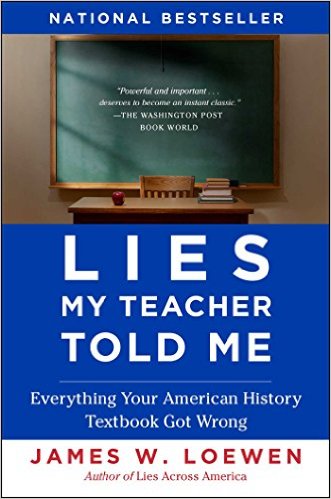 NATIONAL BESTSELLER
"Powerful and important . . .
deserves to become an instant classic."
—THE WASHINGTON POST
BOOK WORLD
LIES
MY TEACHER
TOLD ME
Everything Your American History
Textbook Got Wrong
JAMES W. LOEWEN
Author of Lies Across America